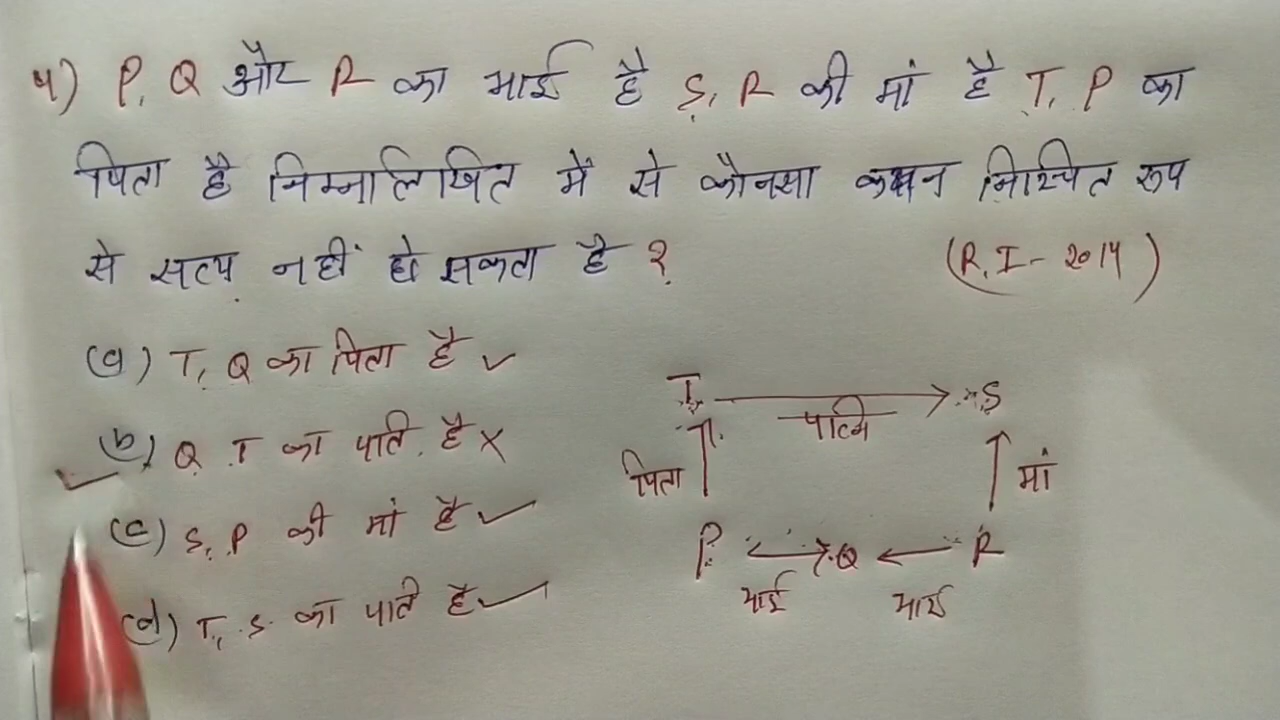 4) P, Q और R का भाई है S, R की मां है T, P का
पिता है निम्नलिखित में से कौनसा कथन निश्चित रूप
से सत्य नहीं हो सकता है ?
(R.I - 2014)
(a) T, Q का पिता है ✓
(b) Q, T का पति है X
(c) S, P की मां है ✓
(d) T, S का पति है ✓
T → S
पत्नि
पिता
मां
P Q R
भाई भाई